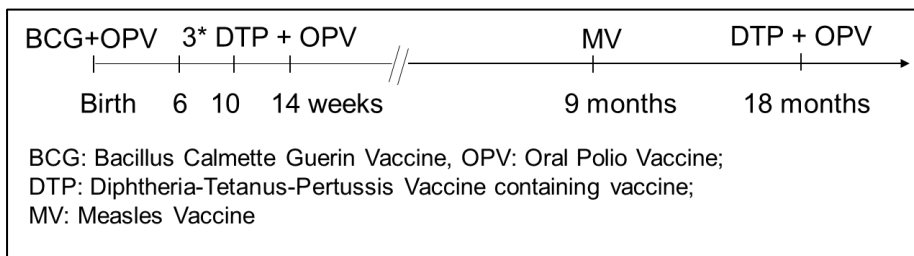 BCG+OPV 3* DTP + OPV MV DTP + OPV
Birth 6 10 14 weeks 9 months 18 months
BCG: Bacillus Calmette Guerin Vaccine, OPV: Oral Polio Vaccine;
DTP: Diphtheria-Tetanus-Pertussis Vaccine containing vaccine;
MV: Measles Vaccine